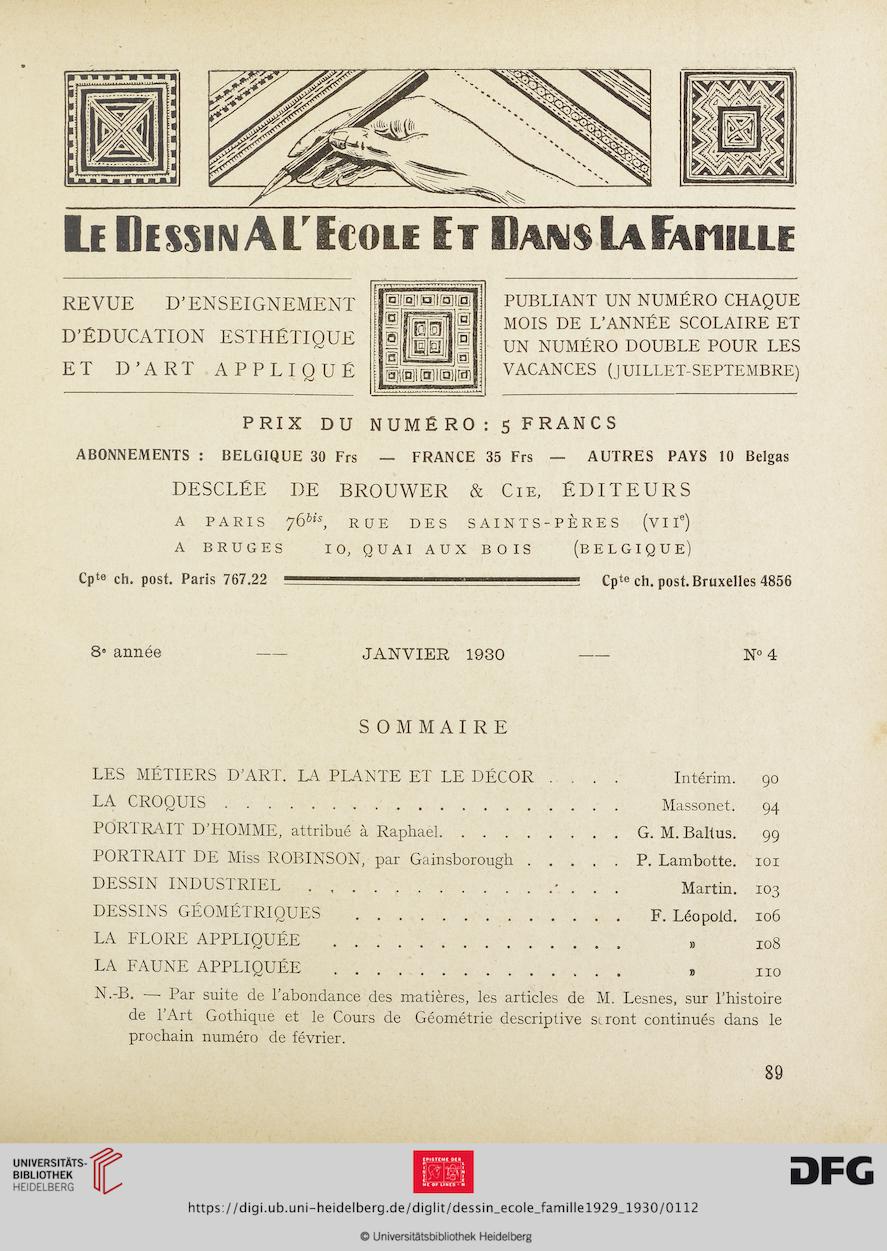 LE DESSIN A L'ECOLE ET DANS LA FAMILLE
REVUE D'ENSEIGNEMENT
D'ÉDUCATION ESTHÉTIQUE
ET D'ART APPLIQUÉ
PUBLIANT UN NUMÉRO CHAQUE
MOIS DE L'ANNÉE SCOLAIRE ET
UN NUMÉRO DOUBLE POUR LES
VACANCES (JUILLET-SEPTEMBRE)
PRIX DU NUMÉRO : 5 FRANCS
ABONNEMENTS : BELGIQUE 30 Frs — FRANCE 35 Frs — AUTRES PAYS 10 Belgas
DESCLÉE DE BROUWER & CIE, ÉDITEURS
A PARIS 76bis, RUE DES SAINTS-PÈRES (VIIe)
A BRUGES 10, QUAI AUX BOIS (BELGIQUE)
Cpte ch. post. Paris 767.22 Cpte ch. post. Bruxelles 4856
8e année — — JANVIER 1930 — — No 4
SOMMAIRE
LES MÉTIERS D'ART. LA PLANTE ET LE DÉCOR . . . . Intérim. 90
LA CROQUIS . . . . . . . . . . . . . . . . . . Massonet. 94
PORTRAIT D'HOMME, attribué à Raphael. . . . . . . . . G. M. Baltus. 99
PORTRAIT DE Miss ROBINSON, par Gainsborough . . . . . P. Lambotte. 101
DESSIN INDUSTRIEL . . . . . . . . . . . . . . Martin. 103
DESSINS GÉOMÉTRIQUES . . . . . . . . . . . . . F. Léopold. 106
LA FLORE APPLIQUÉE . . . . . . . . . . . . . . » 108
LA FAUNE APPLIQUÉE . . . . . . . . . . . . . . » 110
N.-B. — Par suite de l'abondance des matières, les articles de M. Lesnes, sur l'histoire
de l'Art Gothique et le Cours de Géométrie descriptive seront continués dans le
prochain numéro de février.
89
UNIVERSITÄTS-
BIBLIOTHEK
HEIDELBERG
EPISTEME DER
DFG
https://digi.ub.uni-heidelberg.de/diglit/dessin_ecole_famille1929_1930/0112
© Universitätsbibliothek Heidelberg